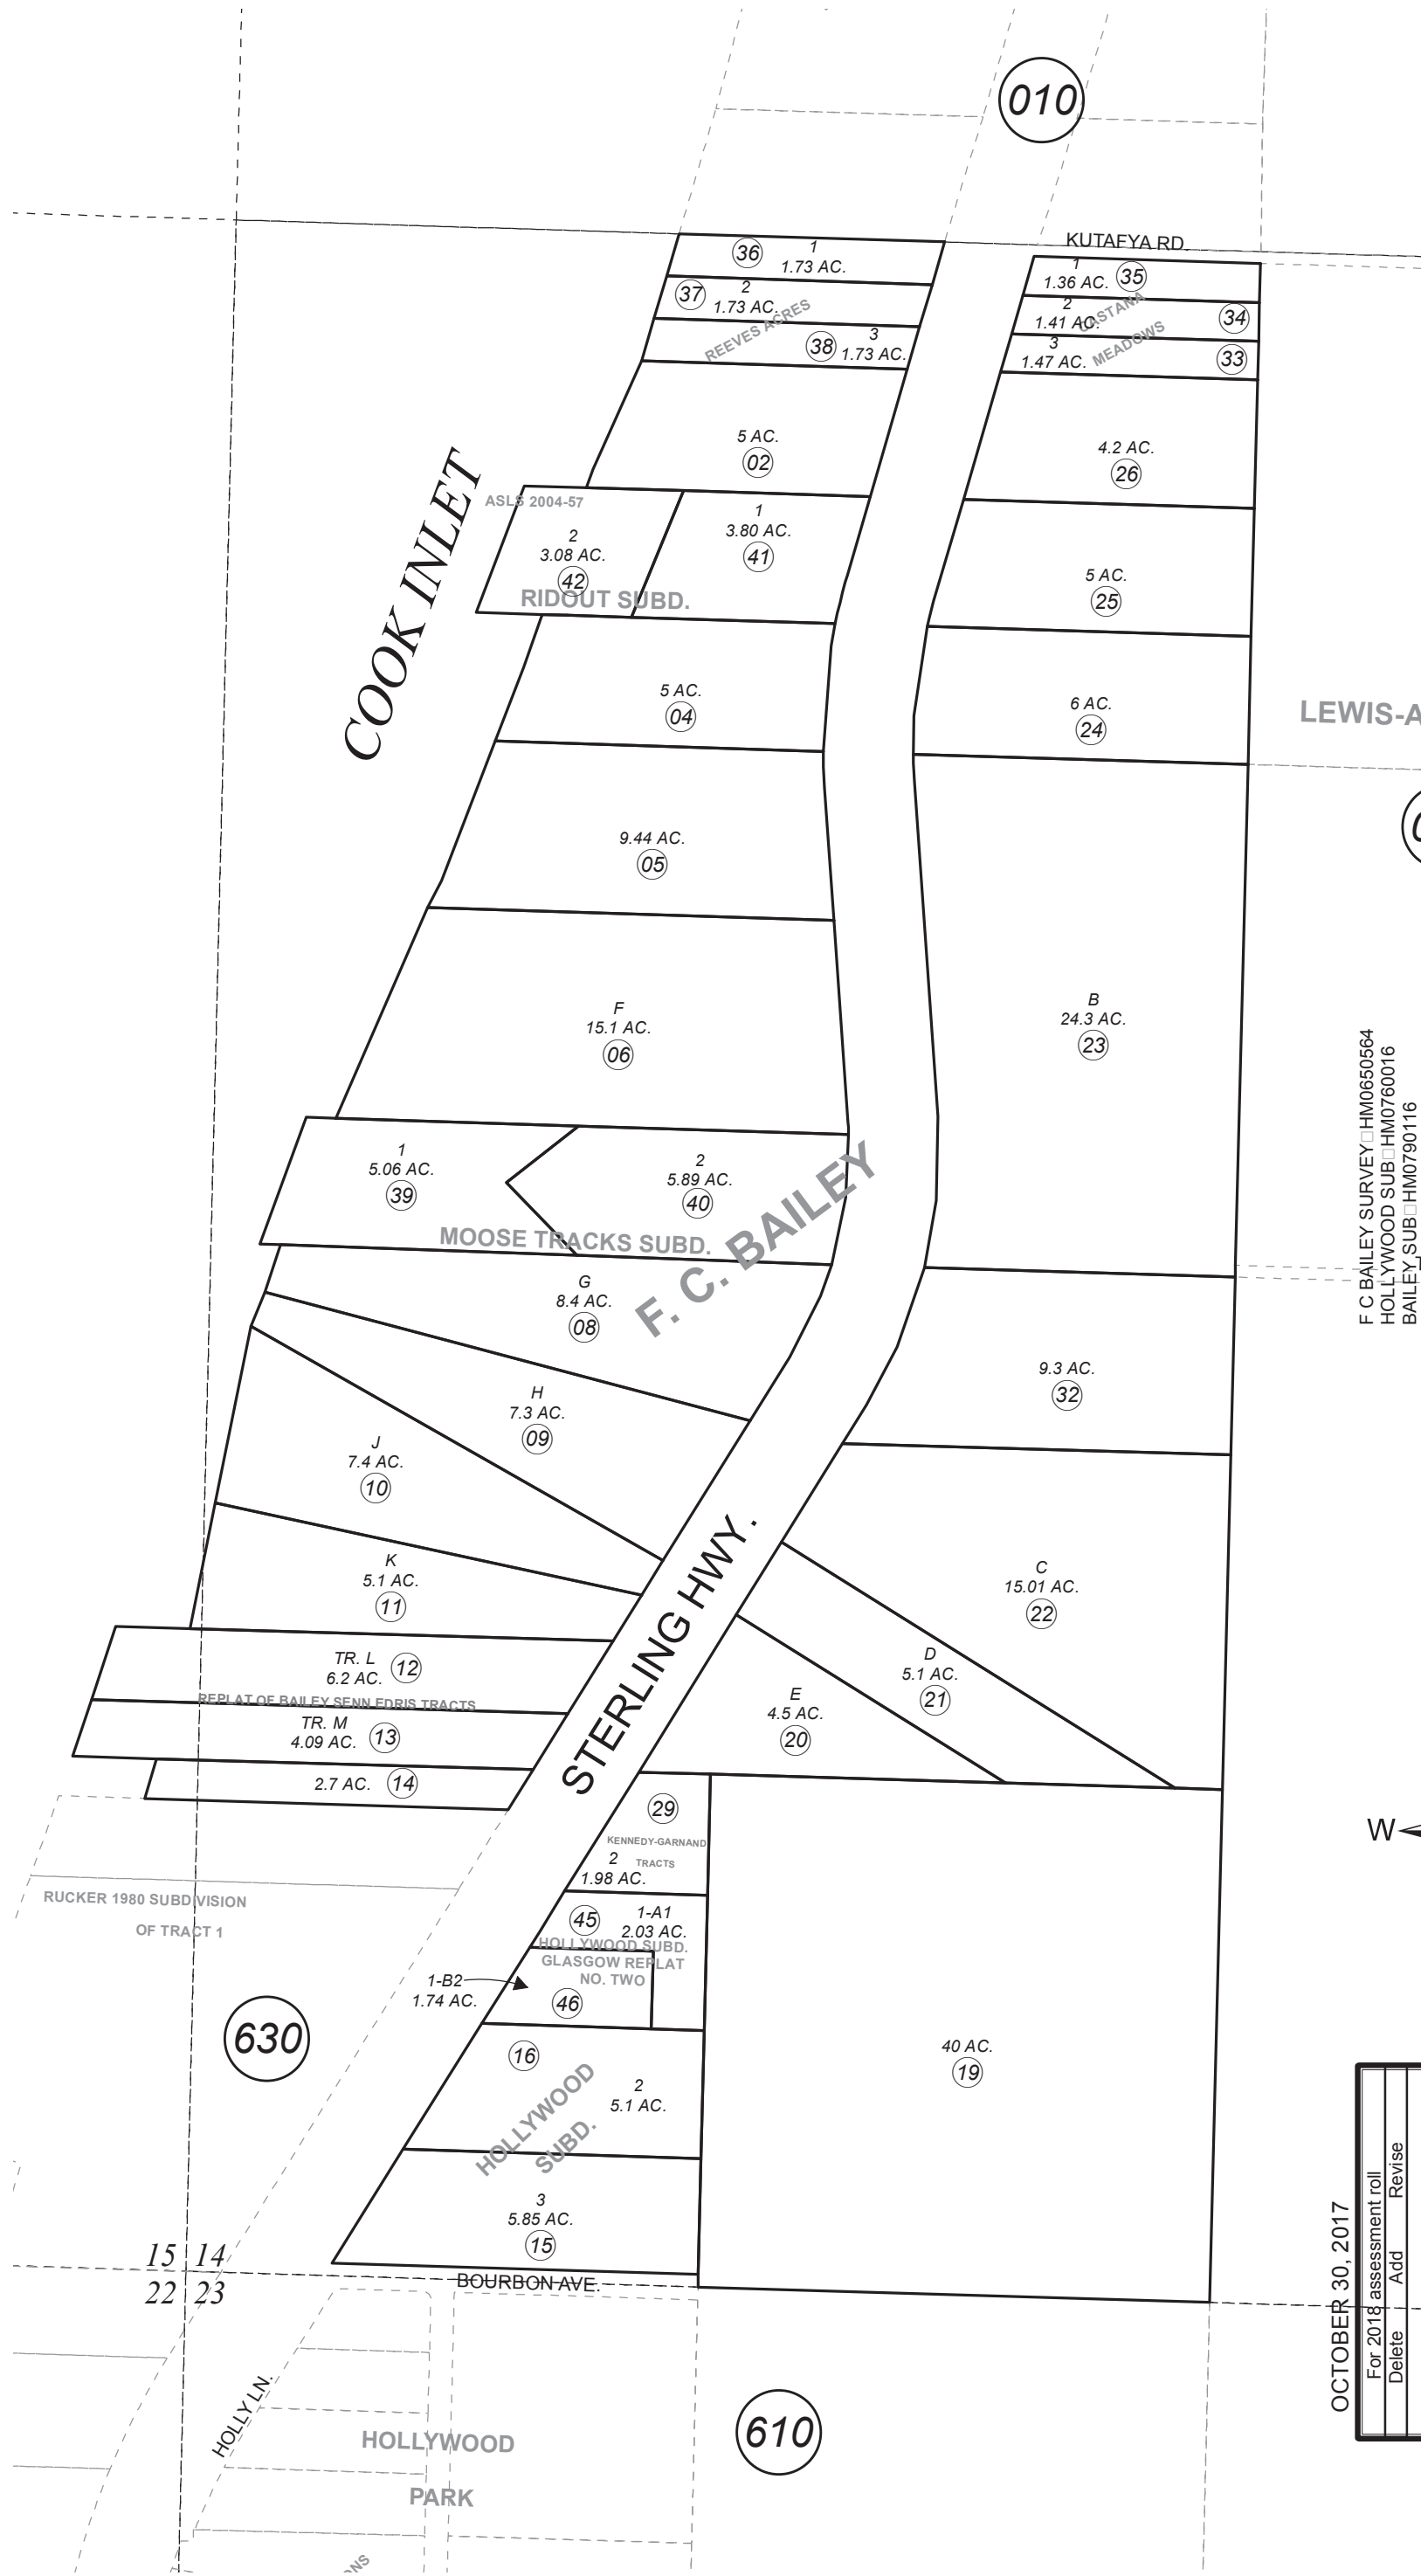 010
KUTAFYA RD.
36
1
1.73 AC.
37
2
1.73 AC.
REEVES ACRES
38
3
1.73 AC.
1
1.36 AC.
35
2
1.41 AC.
CASTANA
MEADOWS
34
3
1.47 AC.
33
5 AC.
02
4.2 AC.
26
COOK INLET
ASLS 2004-57
2
3.08 AC.
42
1
3.80 AC.
41
RIDOUT SUBD.
5 AC.
25
5 AC.
04
6 AC.
24
LEWIS-A
9.44 AC.
05
F
15.1 AC.
06
B
24.3 AC.
23
F C BAILEY SURVEY□HM0650564
HOLLYWOOD SUB□HM0760016
BAILEY SUB□HM0790116
1
5.06 AC.
39
2
5.89 AC.
40
MOOSE TRACKS SUBD.
F. C. BAILEY
G
8.4 AC.
08
9.3 AC.
32
H
7.3 AC.
09
J
7.4 AC.
10
K
5.1 AC.
11
STERLING HWY.
C
15.01 AC.
22
D
5.1 AC.
21
E
4.5 AC.
20
TR. L
6.2 AC.
12
REPLAT OF BAILEY SENN EDRIS TRACTS
TR. M
4.09 AC.
13
2.7 AC.
14
29
KENNEDY-GARNAND
TRACTS
2
1.98 AC.
W
RUCKER 1980 SUBDIVISION
OF TRACT 1
45
1-A1
2.03 AC.
HOLLYWOOD SUBD.
GLASGOW REPLAT
NO. TWO
1-B2
1.74 AC.
46
630
16
2
5.1 AC.
HOLLYWOOD
SUBD.
40 AC.
19
3
5.85 AC.
15
15 14
22 23
BOURBON AVE.
HOLLY LN.
HOLLYWOOD
PARK
610
OCTOBER 30, 2017
For 2018 assessment roll
Delete Add Revise